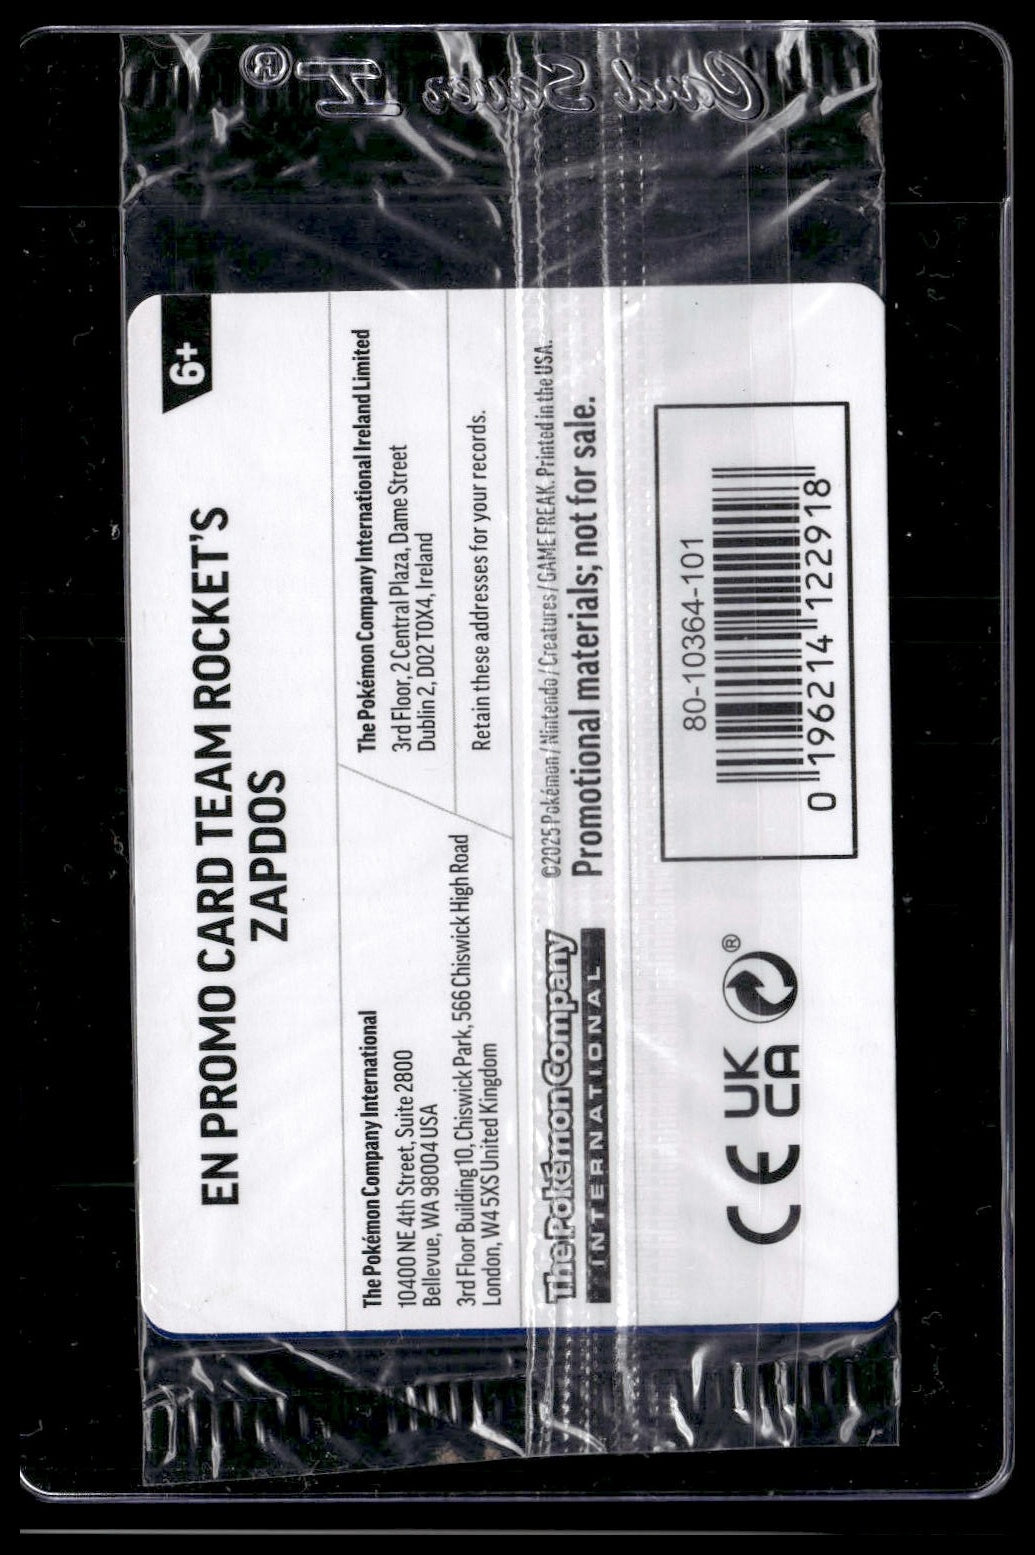 Card Saver II®
6+
EN PROMO CARD TEAM ROCKET'S
ZAPDOS
The Pokémon Company International
10400 NE 4th Street, Suite 2800
Bellevue, WA 98004 USA
3rd Floor Building 10, Chiswick Park, 566 Chiswick High Road
London, W4 5XS United Kingdom
The Pokémon Company International Ireland Limited
3rd Floor, 2 Central Plaza, Dame Street
Dublin 2, D02 T0X4, Ireland
Retain these addresses for your records.
The Pokémon Company
INTERNATIONAL
©2025 Pokémon / Nintendo / Creatures / GAME FREAK. Printed in the USA.
Promotional materials; not for sale.
CE UK
CA
®
80-10364-101
0 196214 122918